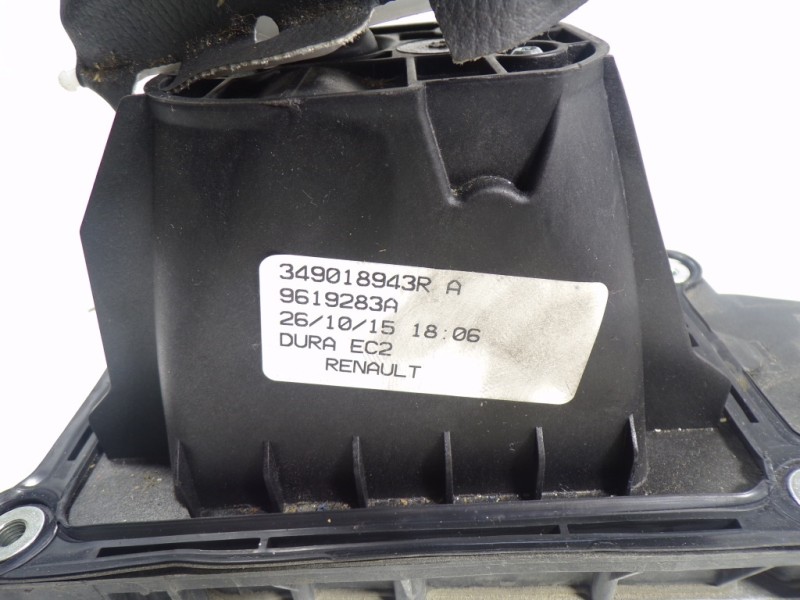 349018943R A
9619283A
26/10/15 18:06
DURA EC2
RENAULT